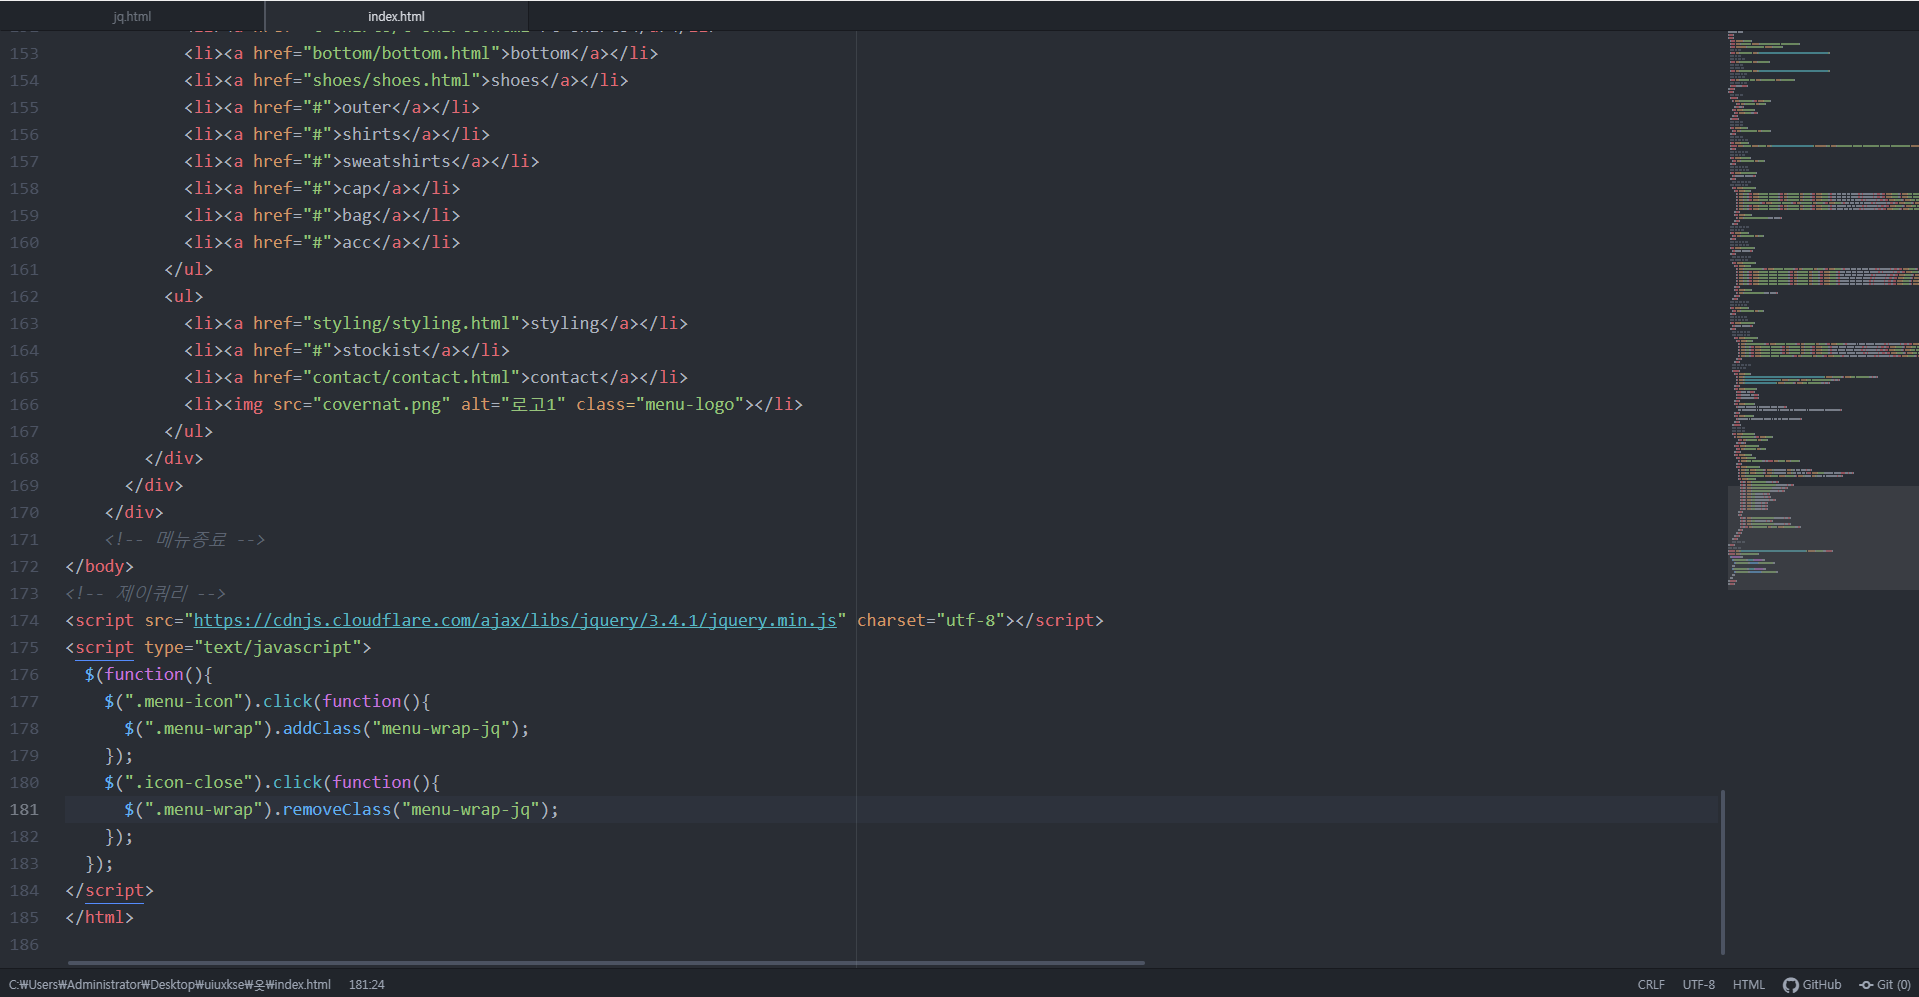 jq.html
index.html
153 <li><a href="bottom/bottom.html">bottom</a></li>
154 <li><a href="shoes/shoes.html">shoes</a></li>
155 <li><a href="#">outer</a></li>
156 <li><a href="#">shirts</a></li>
157 <li><a href="#">sweatshirts</a></li>
158 <li><a href="#">cap</a></li>
159 <li><a href="#">bag</a></li>
160 <li><a href="#">acc</a></li>
161 </ul>
162 <ul>
163 <li><a href="styling/styling.html">styling</a></li>
164 <li><a href="#">stockist</a></li>
165 <li><a href="contact/contact.html">contact</a></li>
166 <li><img src="covernat.png" alt="로고1" class="menu-logo"></li>
167 </ul>
168 </div>
169 </div>
170 </div>
171 <!-- 메뉴종료 -->
172 </body>
173 <!-- 제이쿼리 -->
174 <script src="https://cdnjs.cloudflare.com/ajax/libs/jquery/3.4.1/jquery.min.js" charset="utf-8"></script>
175 <script type="text/javascript">
176 $(function(){
177 $(".menu-icon").click(function(){
178 $(".menu-wrap").addClass("menu-wrap-jq");
179 });
180 $(".icon-close").click(function(){
181 $(".menu-wrap").removeClass("menu-wrap-jq");
182 });
183 });
184 </script>
185 </html>
186
C:₩Users₩Administrator₩Desktop₩uiuxkse₩옷₩index.html 181:24 CRLF UTF-8 HTML GitHub Git (0)